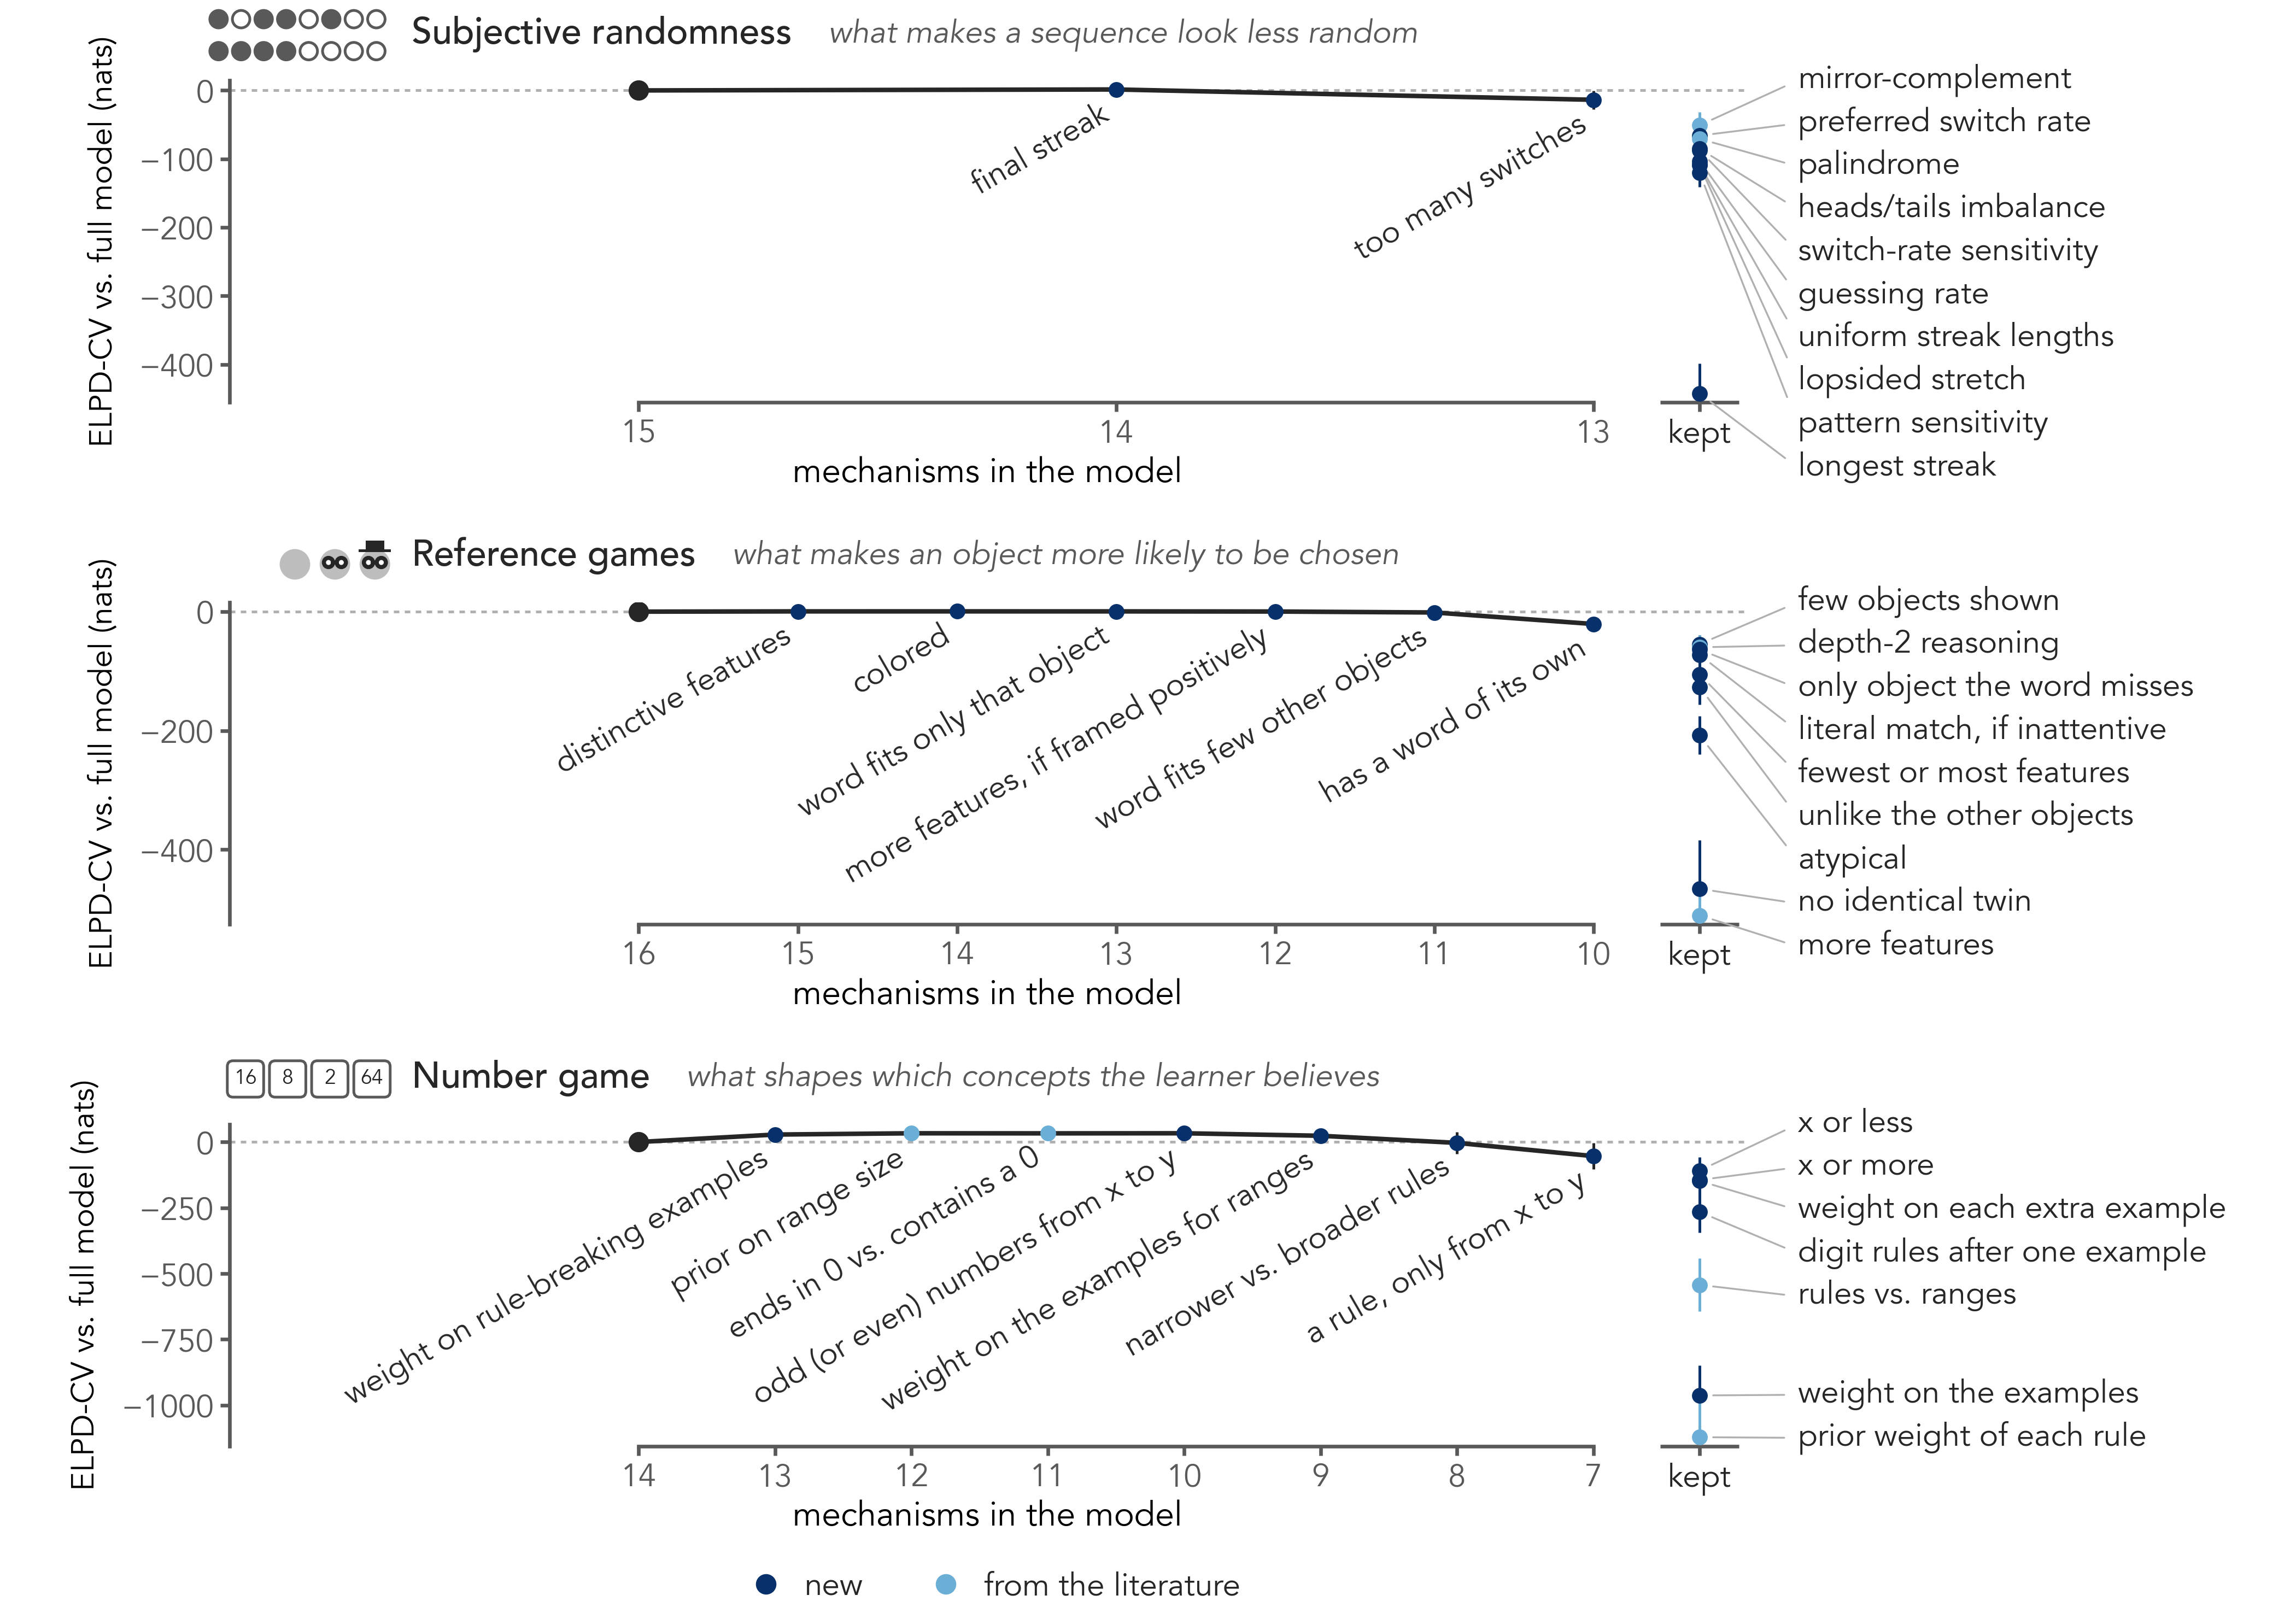 Subjective randomness what makes a sequence look less random
ELPD-CV vs. full model (nats)
0
−100
−200
−300
−400
final streak
too many switches
15 14 13
mechanisms in the model
kept
mirror-complement
preferred switch rate
palindrome
heads/tails imbalance
switch-rate sensitivity
guessing rate
uniform streak lengths
lopsided stretch
pattern sensitivity
longest streak
Reference games what makes an object more likely to be chosen
ELPD-CV vs. full model (nats)
0
−200
−400
distinctive features
colored
word fits only that object
more features, if framed positively
word fits few other objects
has a word of its own
16 15 14 13 12 11 10
mechanisms in the model
kept
few objects shown
depth-2 reasoning
only object the word misses
literal match, if inattentive
fewest or most features
unlike the other objects
atypical
no identical twin
more features
16 8 2 64
Number game what shapes which concepts the learner believes
ELPD-CV vs. full model (nats)
0
−250
−500
−750
−1000
weight on rule-breaking examples
prior on range size
ends in 0 vs. contains a 0
odd (or even) numbers from x to y
weight on the examples for ranges
narrower vs. broader rules
a rule, only from x to y
14 13 12 11 10 9 8 7
mechanisms in the model
kept
x or less
x or more
weight on each extra example
digit rules after one example
rules vs. ranges
weight on the examples
prior weight of each rule
new from the literature